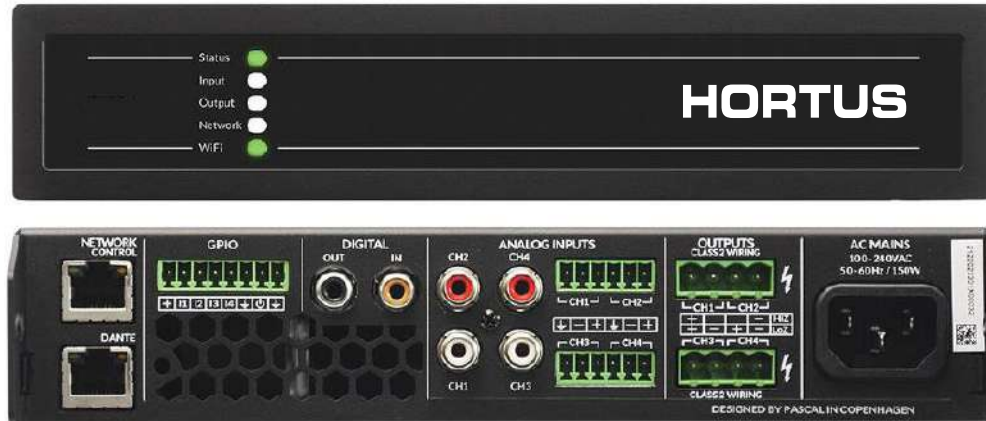 Status
Input
Output
Network
WiFi
HORTUS
NETWORK
CONTROL
GPIO
DIGITAL
OUT
IN
ANALOG INPUTS
CH2
CH4
OUTPUTS
CLASS2 WIRING
AC MAINS
100-240VAC
50-60Hz / 150W
I1 I2 I3 I4
CH1 CH2
CH1 CH2
HiZ
LoZ
DANTE
CH3 CH4
CH3 CH4
CH1
CH3
CLASS2 WIRING
DESIGNED BY PASCAL IN COPENHAGEN